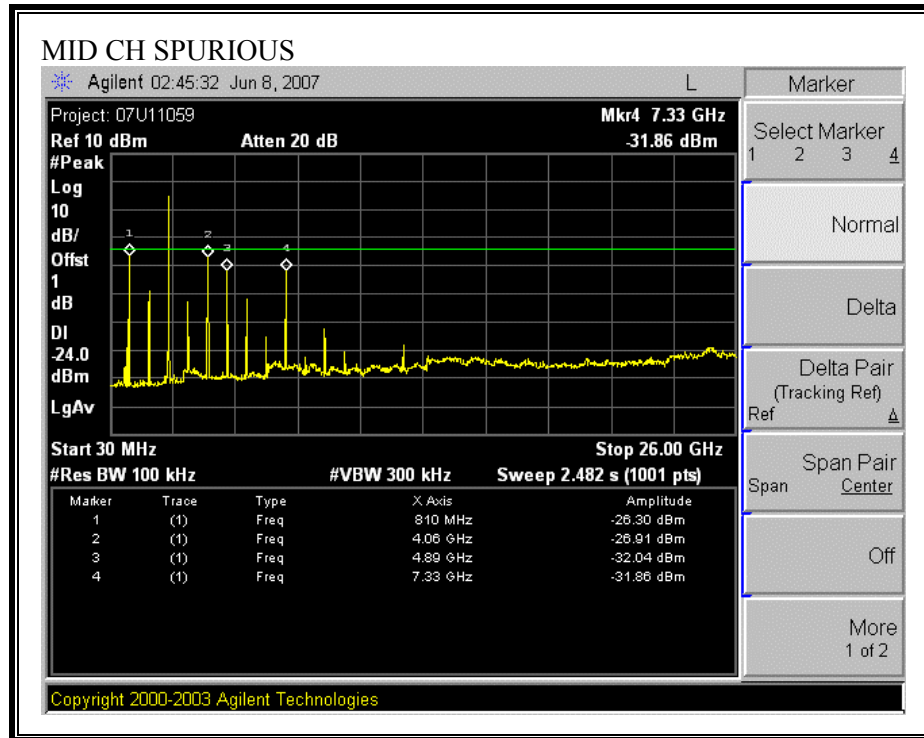 MID CH SPURIOUS
Agilent 02:45:32 Jun 8, 2007 L
Marker
Project: 07U11059 Mkr4 7.33 GHz
Ref 10 dBm Atten 20 dB -31.86 dBm
#Peak
Log
10
dB/
Offst
1
dB
DI
-24.0
dBm
LgAv
1 2 3 4
Start 30 MHz Stop 26.00 GHz
#Res BW 100 kHz #VBW 300 kHz Sweep 2.482 s (1001 pts)
Marker Trace Type X Axis Amplitude
1 (1) Freq 810 MHz -26.30 dBm
2 (1) Freq 4.06 GHz -26.91 dBm
3 (1) Freq 4.89 GHz -32.04 dBm
4 (1) Freq 7.33 GHz -31.86 dBm
Select Marker
1 2 3 4
Normal
Delta
Delta Pair
(Tracking Ref)
Ref Δ
Span Pair
Span Center
Off
More
1 of 2
Copyright 2000-2003 Agilent Technologies